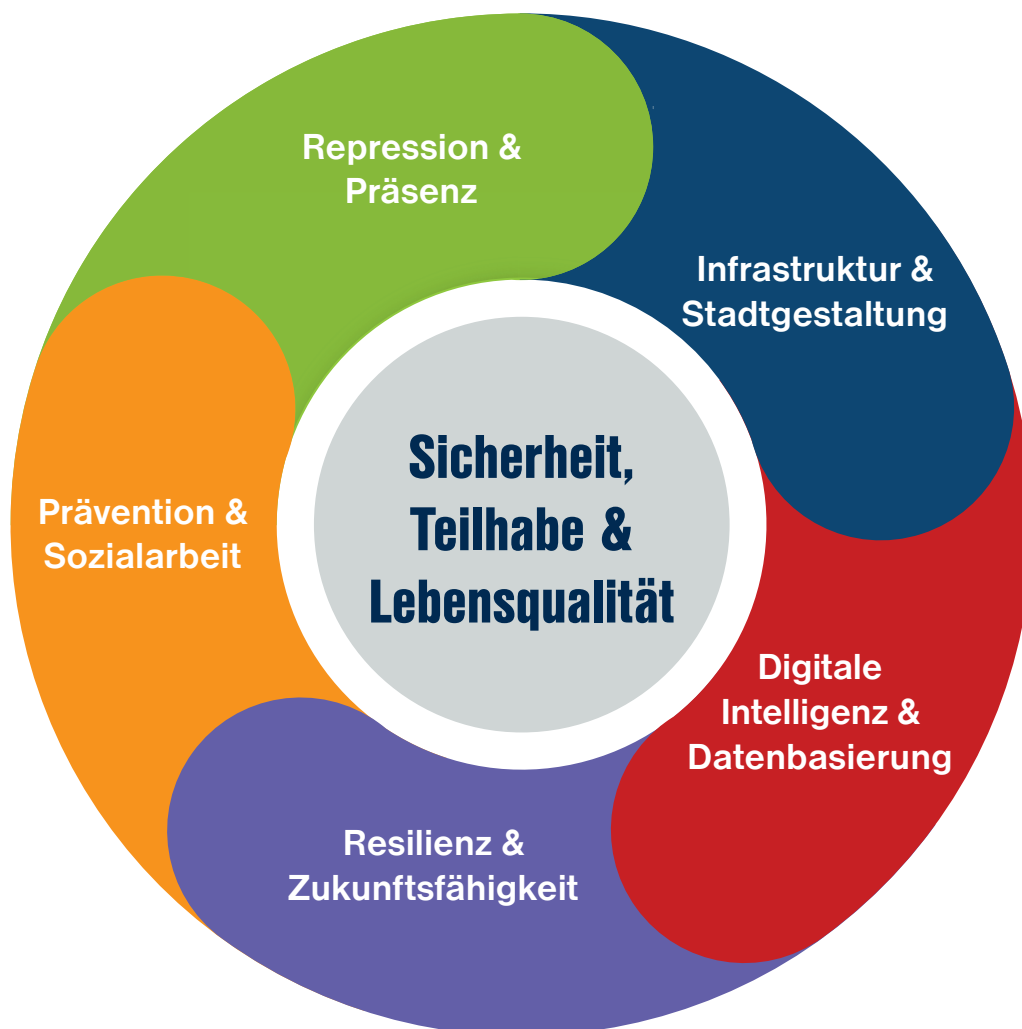 Repression &
Präsenz
Infrastruktur &
Stadtgestaltung
Sicherheit,
Teilhabe &
Lebensqualität
Prävention &
Sozialarbeit
Digitale
Intelligenz &
Datenbasierung
Resilienz &
Zukunftsfähigkeit